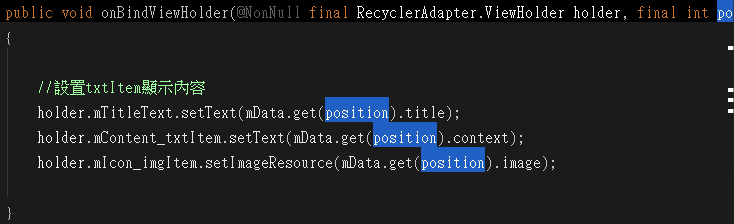 public void onBindViewHolder(@NonNull final RecyclerAdapter.ViewHolder holder, final int po
{
//設置txtItem顯示內容
holder.mTitleText.setText(mData.get(position).title);
holder.mContent_txtItem.setText(mData.get(position).context);
holder.mIcon_imgItem.setImageResource(mData.get(position).image);
}